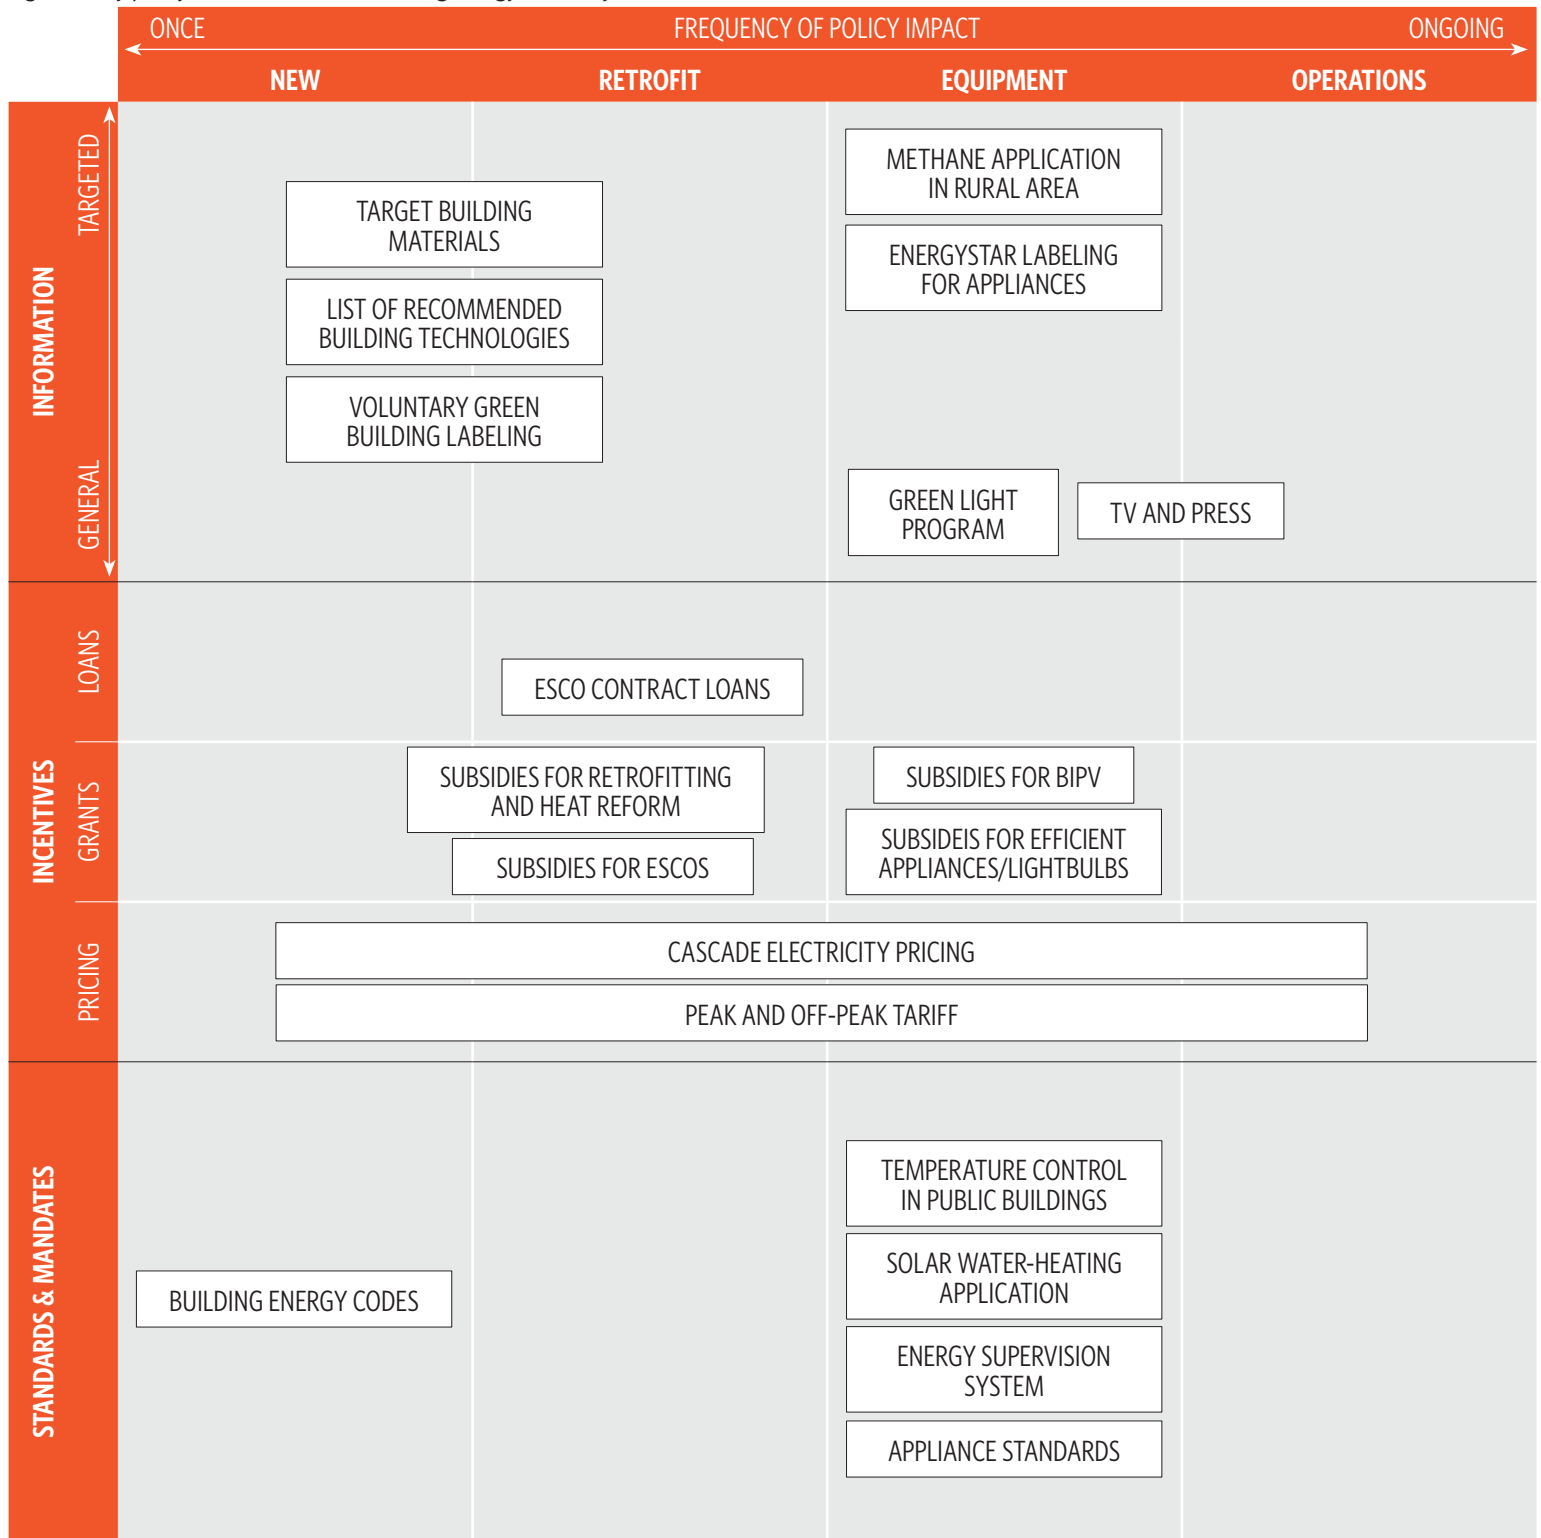 ONCE
FREQUENCY OF POLICY IMPACT
ONGOING
NEW
RETROFIT
EQUIPMENT
OPERATIONS
INFORMATION
TARGETED
GENERAL
TARGET BUILDING
MATERIALS
LIST OF RECOMMENDED
BUILDING TECHNOLOGIES
VOLUNTARY GREEN
BUILDING LABELING
METHANE APPLICATION
IN RURAL AREA
ENERGYSTAR LABELING
FOR APPLIANCES
GREEN LIGHT
PROGRAM
TV AND PRESS
INCENTIVES
LOANS
ESCO CONTRACT LOANS
GRANTS
SUBSIDIES FOR RETROFITTING
AND HEAT REFORM
SUBSIDIES FOR ESCOS
SUBSIDIES FOR BIPV
SUBSIDEIS FOR EFFICIENT
APPLIANCES/LIGHTBULBS
PRICING
CASCADE ELECTRICITY PRICING
PEAK AND OFF-PEAK TARIFF
STANDARDS & MANDATES
BUILDING ENERGY CODES
TEMPERATURE CONTROL
IN PUBLIC BUILDINGS
SOLAR WATER-HEATING
APPLICATION
ENERGY SUPERVISION
SYSTEM
APPLIANCE STANDARDS